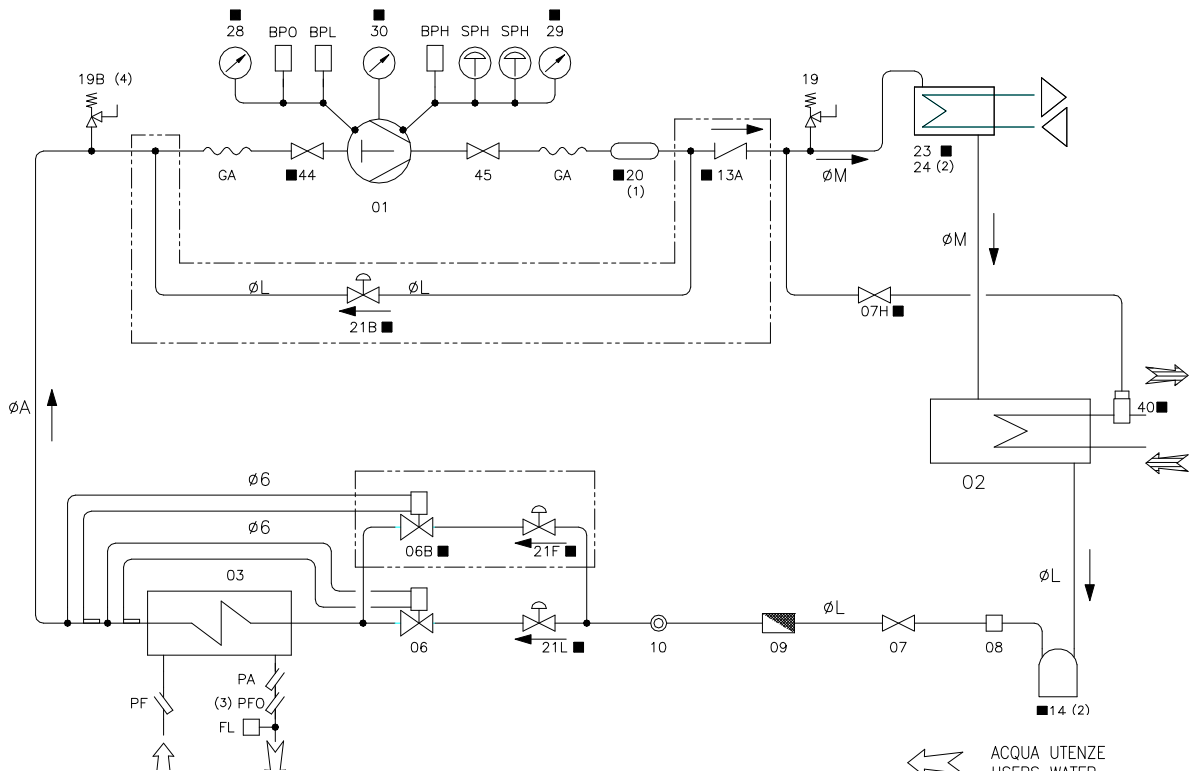 28
BPO
BPL
30
BPH
SPH
SPH
29
19B (4)
19
GA
44
01
45
GA
20
(1)
13A
ØM
23
24 (2)
ØM
ØL
ØL
21B
07H
ØA
40
02
Ø6
Ø6
06B
21F
03
06
21L
10
09
ØL
07
08
ØL
14 (2)
PF
PA
(3) PFO
FL
ACQUA UTENZE
USERS WATER